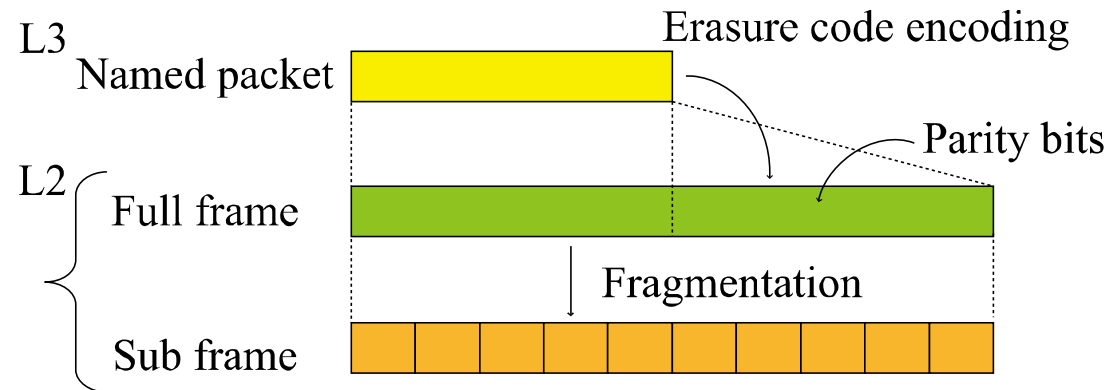 L3
Erasure code encoding
Named packet
Parity bits
L2
Full frame
Fragmentation
Sub frame